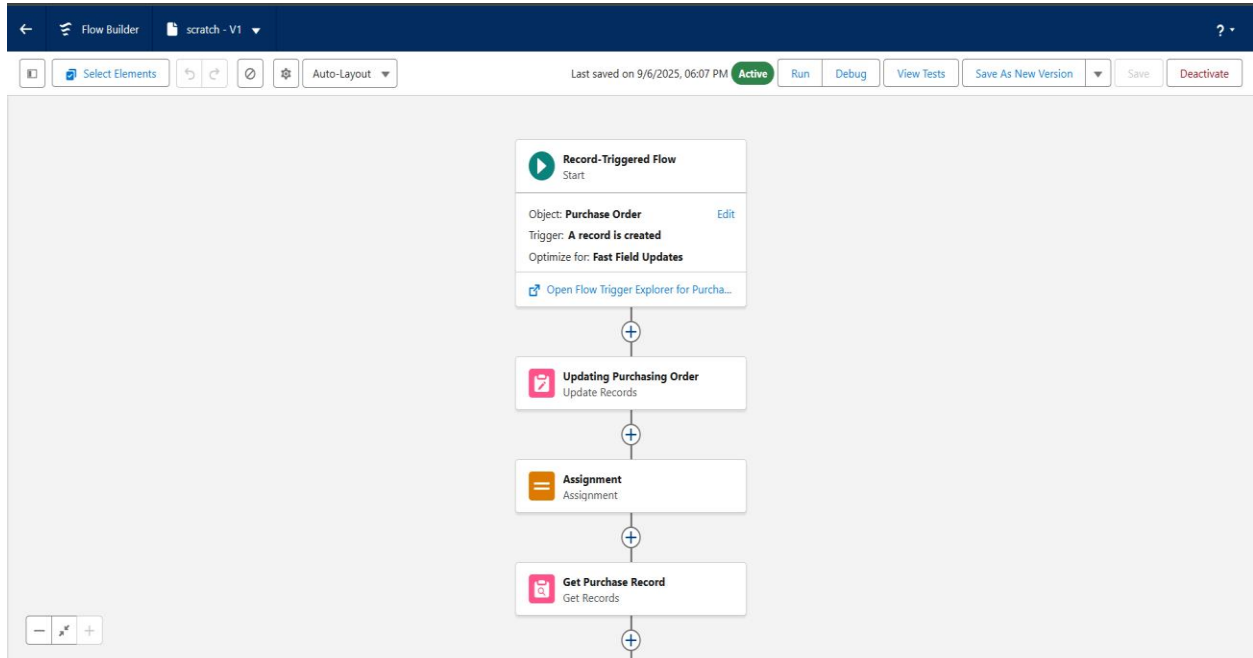 Flow Builder scratch - V1 ?
Select Elements Auto-Layout Last saved on 9/6/2025, 06:07 PM Active Run Debug View Tests Save As New Version Save Deactivate
Record-Triggered Flow
Start
Object: Purchase Order Edit
Trigger: A record is created
Optimize for: Fast Field Updates
Open Flow Trigger Explorer for Purcha...
Updating Purchasing Order
Update Records
Assignment
Assignment
Get Purchase Record
Get Records